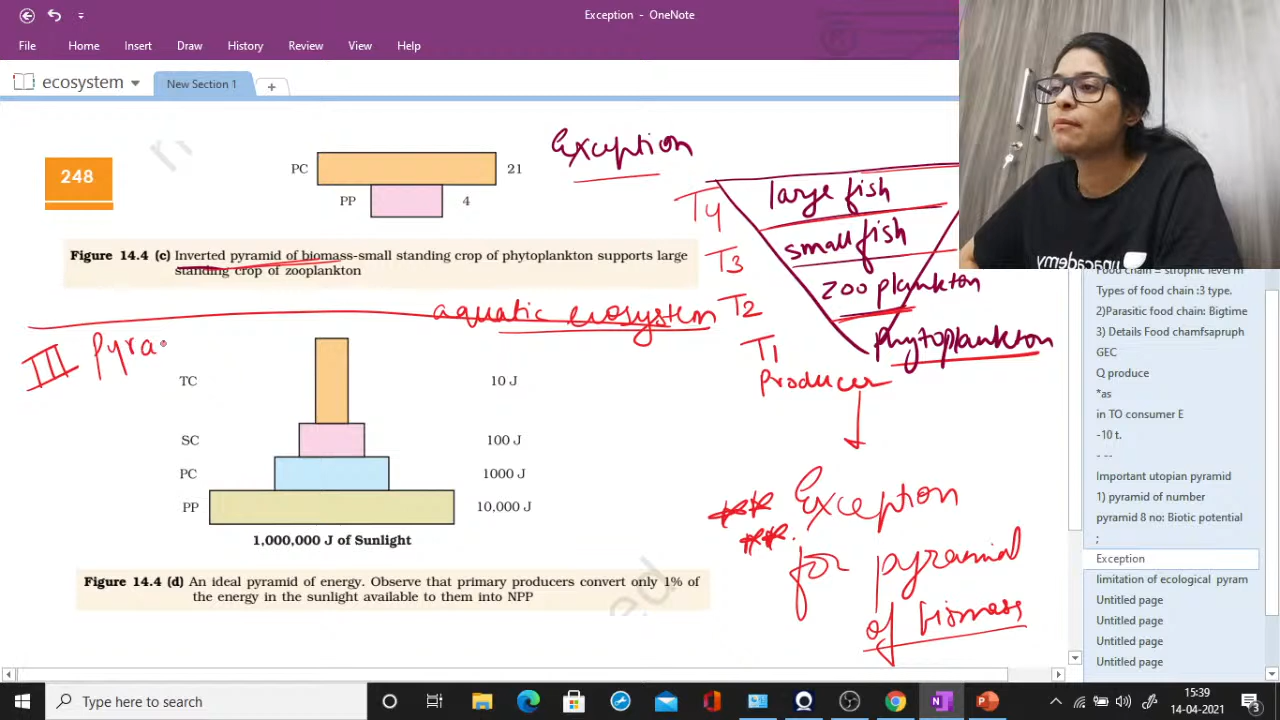 Exception - OneNote
File Home Insert Draw History Review View Help
ecosystem
New Section 1
+
248
PC 21
PP 4
Figure 14.4 (c) Inverted pyramid of biomass-small standing crop of phytoplankton supports large
standing crop of zooplankton
Exception
T4 large fish
T3 small fish
T2 zooplankton
T1 phytoplankton
Producer
aquatic ecosystem
III Pyra
TC 10 J
SC 100 J
PC 1000 J
PP 10,000 J
1,000,000 J of Sunlight
Figure 14.4 (d) An ideal pyramid of energy. Observe that primary producers convert only 1% of
the energy in the sunlight available to them into NPP
Exception
for pyramid
of biomass
unacademy
Food chain = strophic level m
Types of food chain :3 type.
2)Parasitic food chain: Bigtime
3) Details Food chamfsapruph
GEC
Q produce
*as
in TO consumer E
-10 t.
- --
Important utopian pyramid
1) pyramid of number
pyramid 8 no: Biotic potential
;
Exception
limitation of ecological pyram
Untitled page
Untitled page
Untitled page
Untitled page
Type here to search
15:39
14-04-2021
3